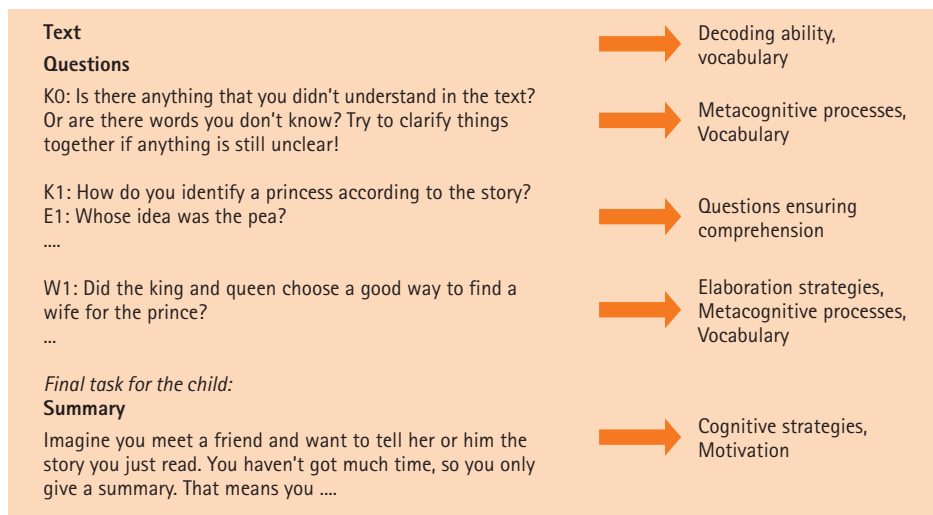 Text
Decoding ability,
vocabulary
Questions
K0: Is there anything that you didn't understand in the text?
Or are there words you don't know? Try to clarify things
together if anything is still unclear!
Metacognitive processes,
Vocabulary
K1: How do you identify a princess according to the story?
E1: Whose idea was the pea?
....
Questions ensuring
comprehension
W1: Did the king and queen choose a good way to find a
wife for the prince?
...
Elaboration strategies,
Metacognitive processes,
Vocabulary
Final task for the child:
Summary
Imagine you meet a friend and want to tell her or him the
story you just read. You haven't got much time, so you only
give a summary. That means you ....
Cognitive strategies,
Motivation